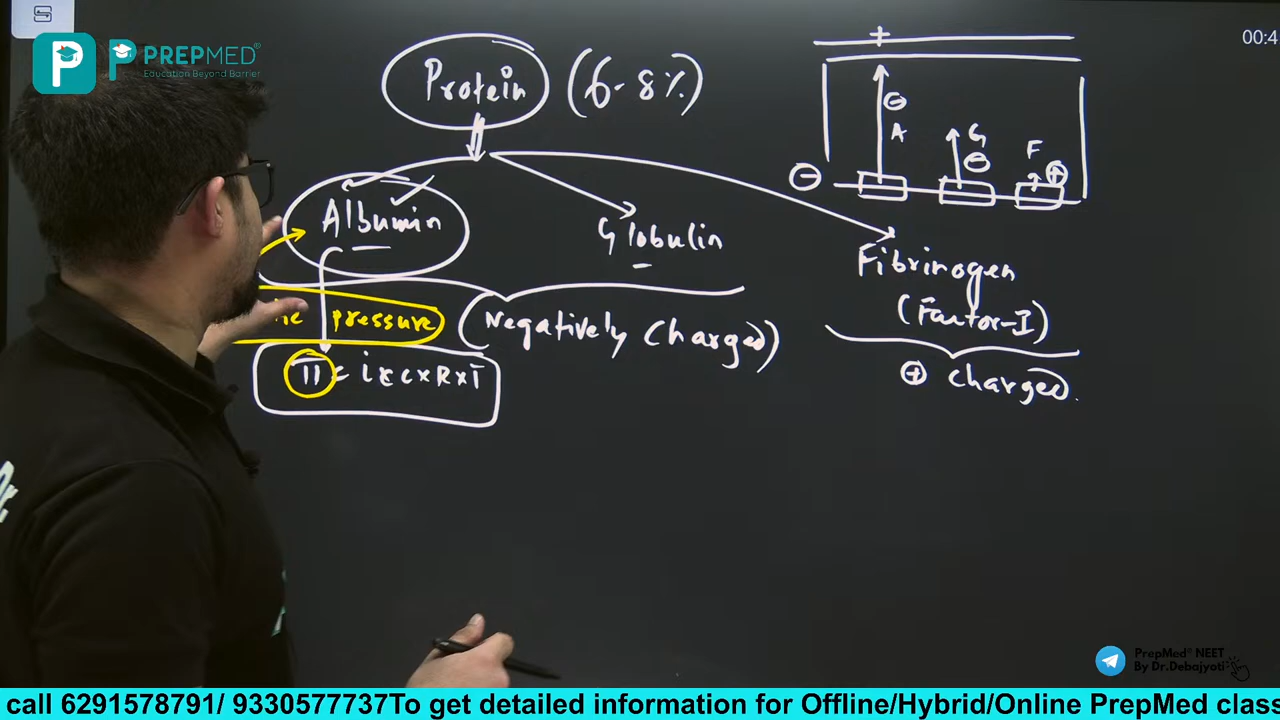 PREPMED®
Education Beyond Barrier
00:4
Protein (6-8%)
+
⊖
A
G
⊖
F
⊕
⊖
Albumin
Globulin
Fibrinogen
(Factor-I)
pressure
(Negatively Charged)
⊕ charged.
π = i × c × R × T
PrepMed® NEET
By Dr.Debajyoti
Dr.
call 6291578791/ 9330577737To get detailed information for Offline/Hybrid/Online PrepMed class